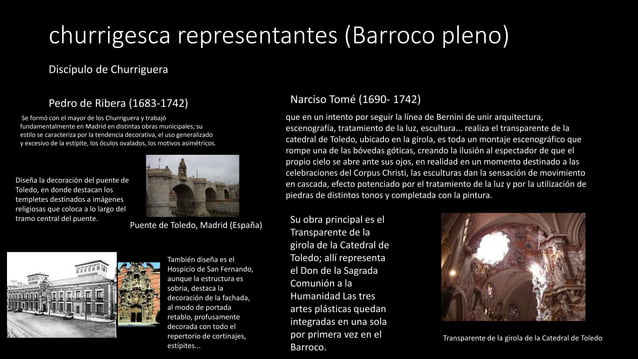 churrigesca representantes (Barroco pleno)
Discípulo de Churriguera
Pedro de Ribera (1683-1742)
Se formó con el mayor de los Churriguera y trabajó
fundamentalmente en Madrid en distintas obras municipales; su
estilo se caracteriza por la tendencia decorativa, el uso generalizado
y excesivo de la estípite, los óculos ovalados, los motivos asimétricos.
Diseña la decoración del puente de
Toledo, en donde destacan los
templetes destinados a imágenes
religiosas que coloca a lo largo del
tramo central del puente.
Puente de Toledo, Madrid (España)
También diseña es el
Hospicio de San Fernando,
aunque la estructura es
sobria, destaca la
decoración de la fachada,
al modo de portada
retablo, profusamente
decorada con todo el
repertorio de cortinajes,
estípites...
Narciso Tomé (1690- 1742)
que en un intento por seguir la línea de Bernini de unir arquitectura,
escenografía, tratamiento de la luz, escultura... realiza el transparente de la
catedral de Toledo, ubicado en la girola, es toda un montaje escenográfico que
rompe una de las bóvedas góticas, creando la ilusión al espectador de que el
propio cielo se abre ante sus ojos, en realidad en un momento destinado a las
celebraciones del Corpus Christi, las esculturas dan la sensación de movimiento
en cascada, efecto potenciado por el tratamiento de la luz y por la utilización de
piedras de distintos tonos y completada con la pintura.
Su obra principal es el
Transparente de la
girola de la Catedral de
Toledo; allí representa
el Don de la Sagrada
Comunión a la
Humanidad Las tres
artes plásticas quedan
integradas en una sola
por primera vez en el
Barroco.
Transparente de la girola de la Catedral de Toledo